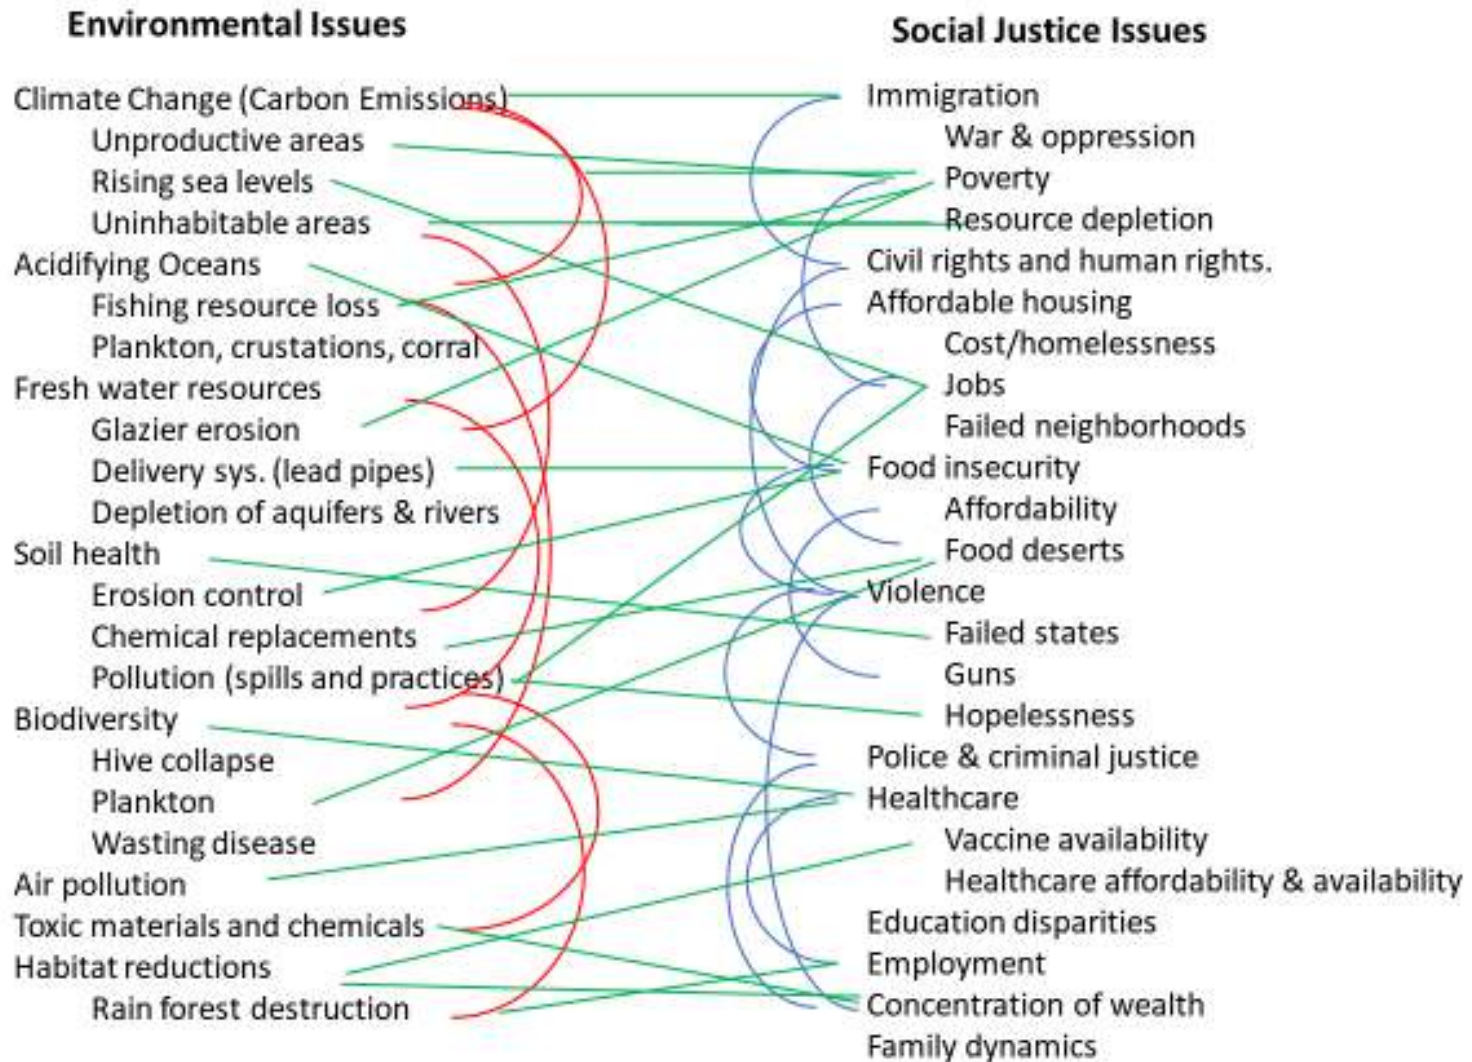 Environmental Issues
Climate Change (Carbon Emissions)
Unproductive areas
Rising sea levels
Uninhabitable areas
Acidifying Oceans
Fishing resource loss
Plankton, crustations, corral
Fresh water resources
Glazier erosion
Delivery sys. (lead pipes)
Depletion of aquifers & rivers
Soil health
Erosion control
Chemical replacements
Pollution (spills and practices)
Biodiversity
Hive collapse
Plankton
Wasting disease
Air pollution
Toxic materials and chemicals
Habitat reductions
Rain forest destruction
Social Justice Issues
Immigration
War & oppression
Poverty
Resource depletion
Civil rights and human rights.
Affordable housing
Cost/homelessness
Jobs
Failed neighborhoods
Food insecurity
Affordability
Food deserts
Violence
Failed states
Guns
Hopelessness
Police & criminal justice
Healthcare
Vaccine availability
Healthcare affordability & availability
Education disparities
Employment
Concentration of wealth
Family dynamics